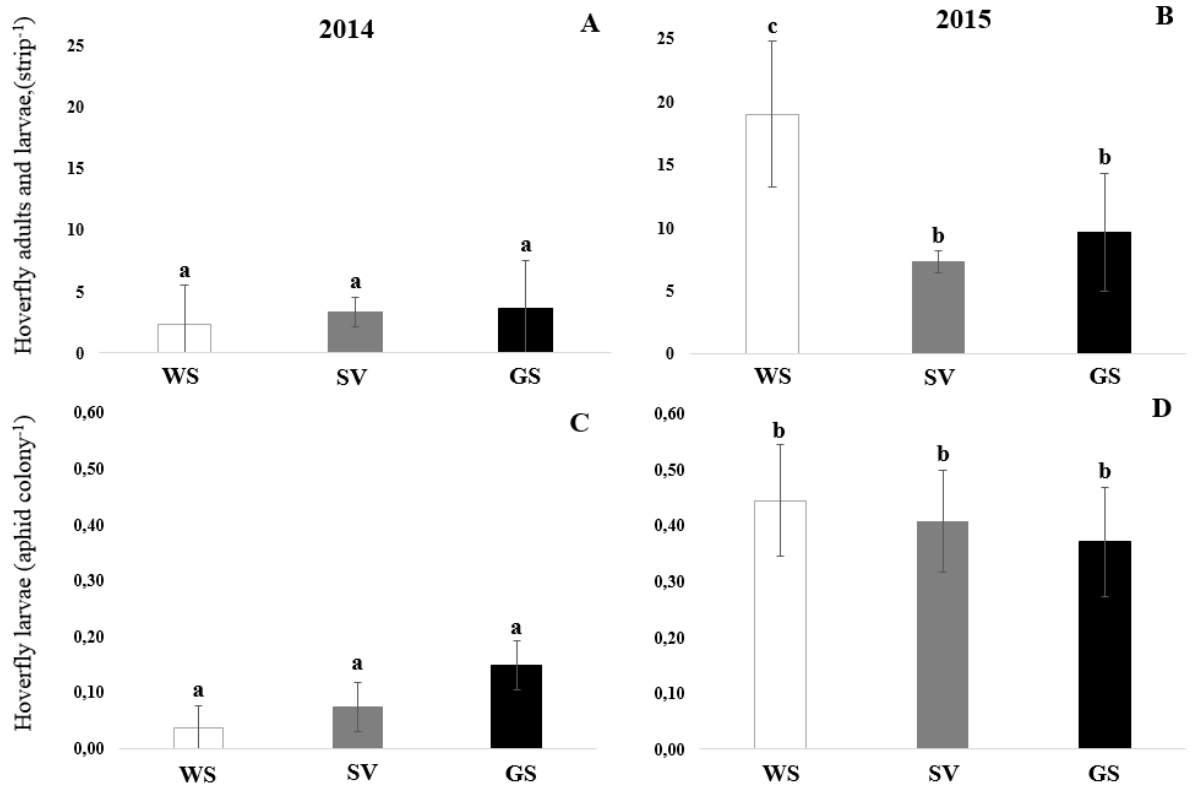 2014
A
Hoverfly adults and larvae,(strip-1)
25
20
15
10
5
0
a
a
a
WS
SV
GS
2015
B
25
20
15
10
5
0
c
b
b
WS
SV
GS
C
Hoverfly larvae (aphid colony-1)
0,60
0,50
0,40
0,30
0,20
0,10
0,00
a
a
a
WS
SV
GS
D
0,60
0,50
0,40
0,30
0,20
0,10
0,00
b
b
b
WS
SV
GS